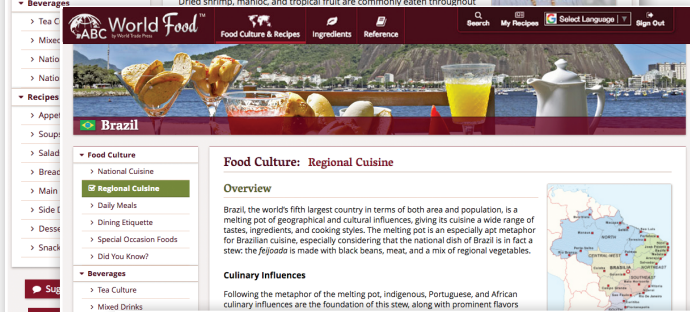 Beverages
Tea C
Mixed
Natio
Natio
Recipes
Appet
Soups
Salad
Bread
Main
Side D
Desse
Snack
Sug
Dried shrimp, manioc, and tropical fruit are commonly eaten throughout
ABC World Food™
by World Trade Press
Food Culture & Recipes
Ingredients
Reference
Search
My Recipes
Select Language
Sign Out
Brazil
Food Culture
National Cuisine
Regional Cuisine
Daily Meals
Dining Etiquette
Special Occasion Foods
Did You Know?
Beverages
Tea Culture
Mixed Drinks
Food Culture: Regional Cuisine
Overview
Brazil, the world's fifth largest country in terms of both area and population, is a
melting pot of geographical and cultural influences, giving its cuisine a wide range of
tastes, ingredients, and cooking styles. The melting pot is an especially apt metaphor
for Brazilian cuisine, especially considering that the national dish of Brazil is in fact a
stew: the feijoada is made with black beans, meat, and a mix of regional vegetables.
Culinary Influences
Following the metaphor of the melting pot, indigenous, Portuguese, and African
culinary influences are the foundation of this stew, along with prominent flavors
NORTH
NORTHEAST
CENTRAL-WEST
BRASILIA
SOUTHEAST